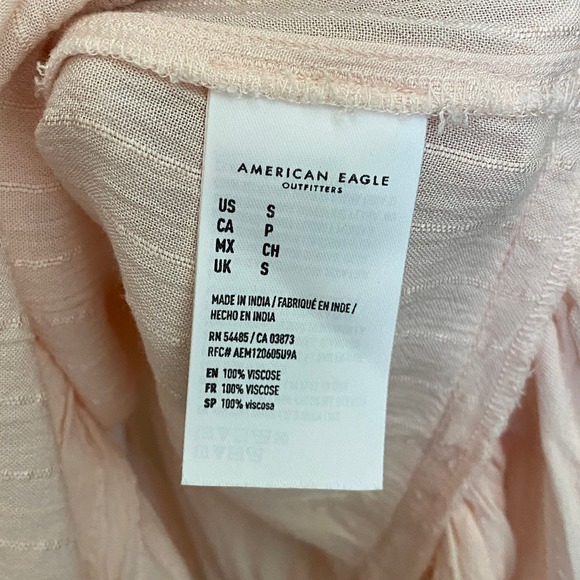 AMERICAN EAGLE
OUTFITTERS
US S
CA P
MX CH
UK S
MADE IN INDIA / FABRIQUÉ EN INDE /
HECHO EN INDIA
RN 54485 / CA 03873
RFC# AEM120605U9A
EN 100% VISCOSE
FR 100% VISCOSE
SP 100% viscosa